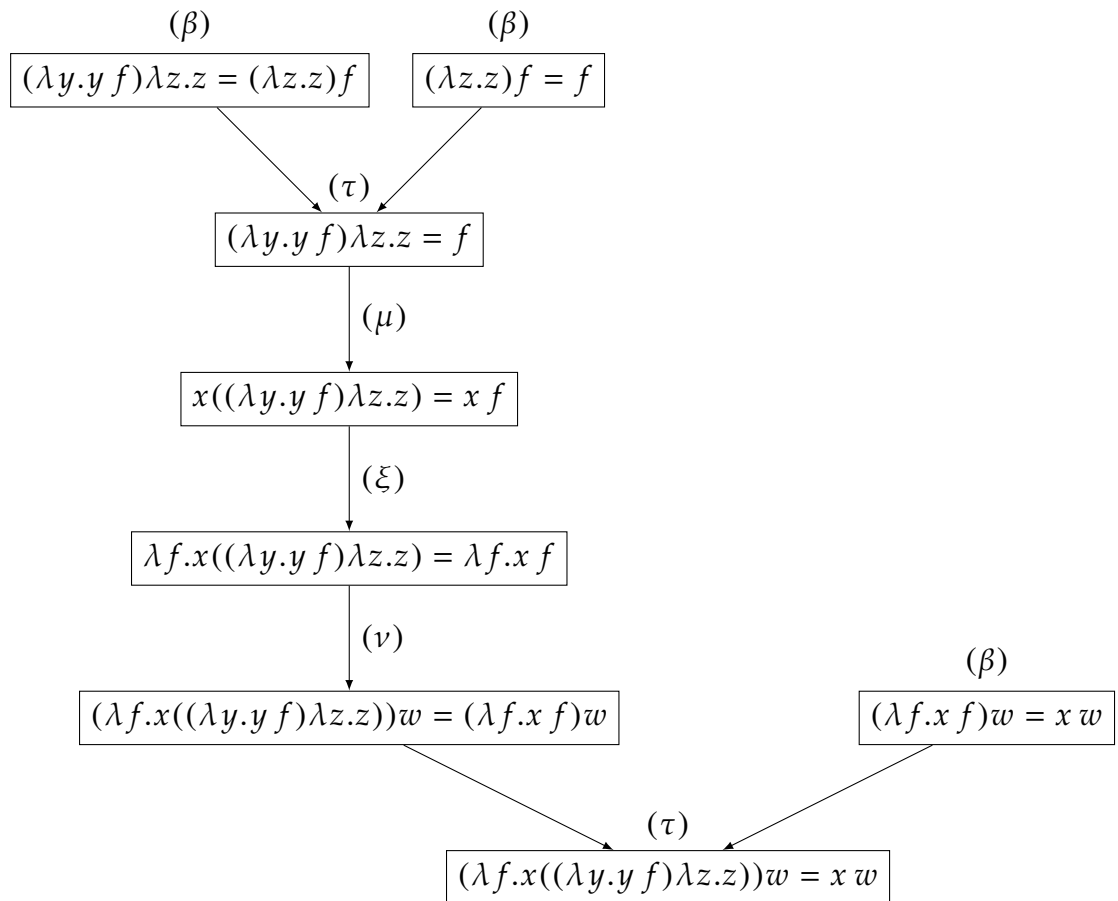 (β) (β)
(λy.y f)λz.z = (λz.z)f (λz.z)f = f
(τ)
(λy.y f)λz.z = f
(μ)
x((λy.y f)λz.z) = x f
(ξ)
λf.x((λy.y f)λz.z) = λf.x f
(ν)
(β)
(λf.x((λy.y f)λz.z))w = (λf.x f)w (λf.x f)w = x w
(τ)
(λf.x((λy.y f)λz.z))w = x w